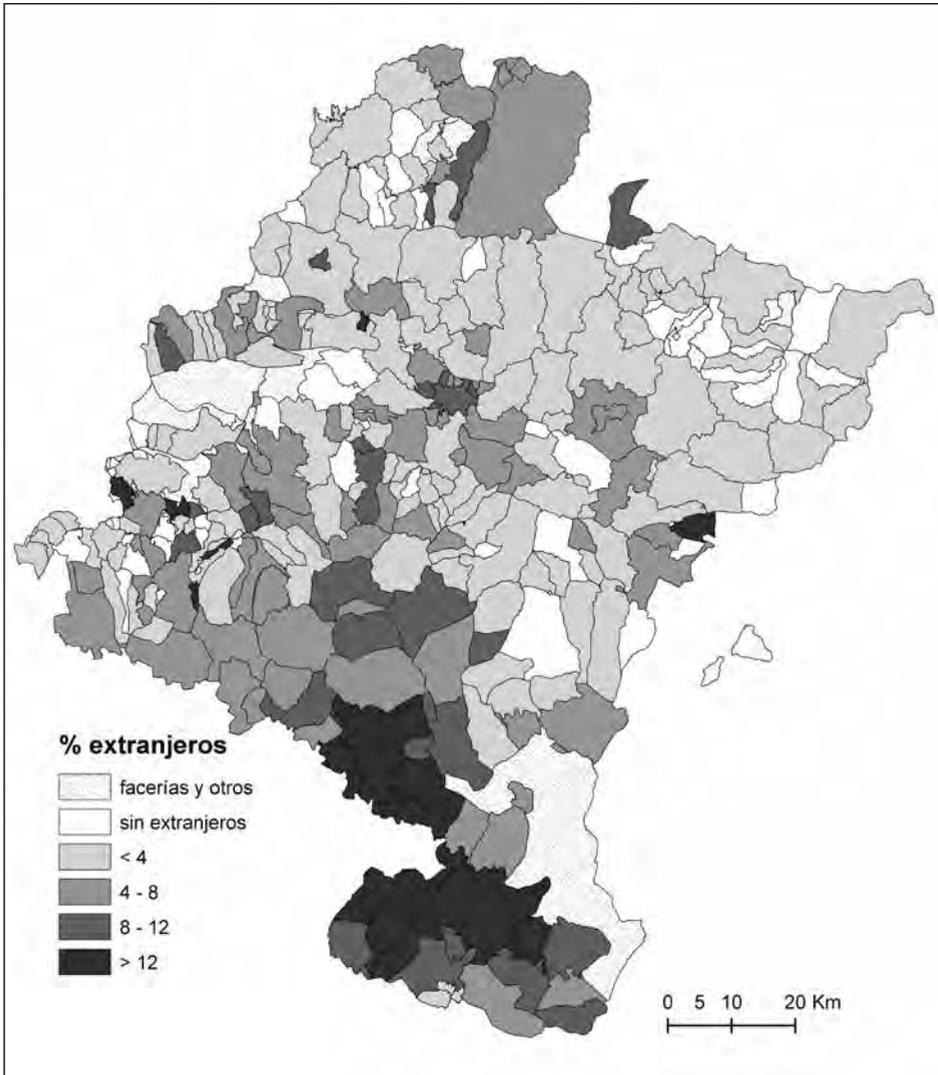 % extranjeros
facerías y otros
sin extranjeros
< 4
4 - 8
8 - 12
> 12
0 5 10 20 Km